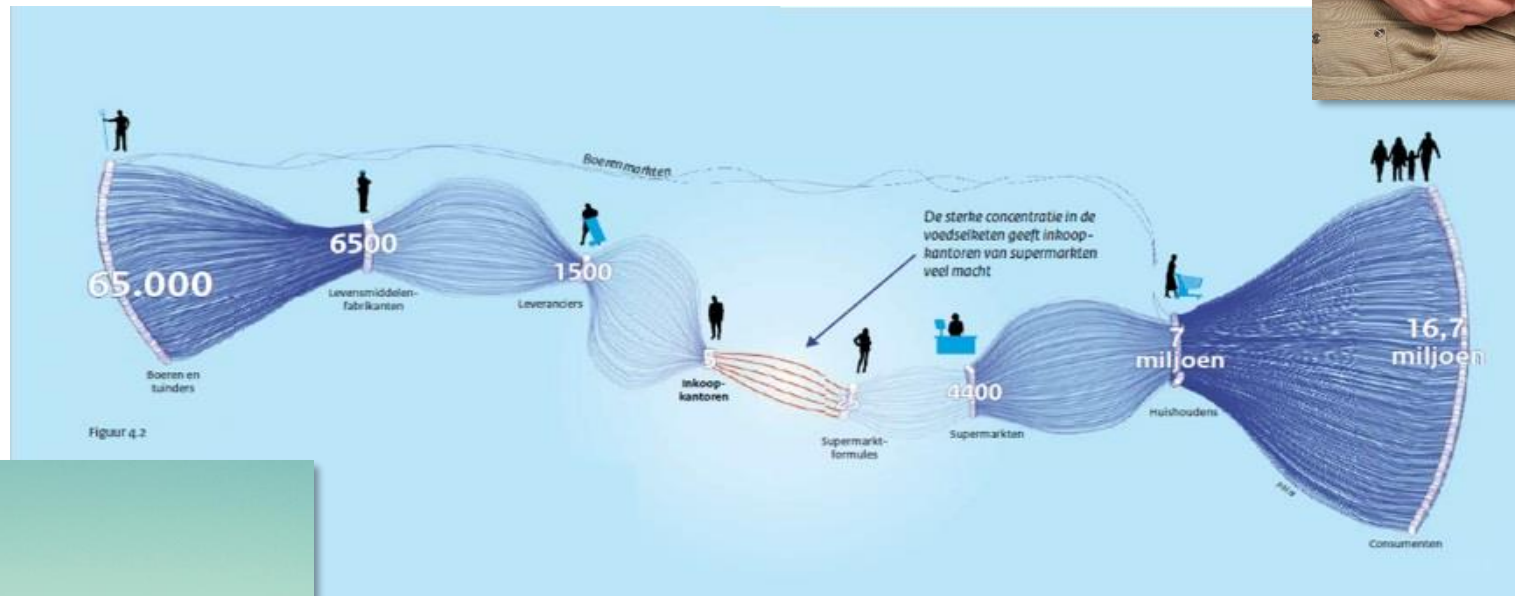 Boerenmarkten
De sterke concentratie in de
voedselketen geeft inkoop-
kantoren van supermarkten
veel macht
65.000
Boeren en
tuinders
6500
Levensmiddelen-
fabrikanten
1500
Leveranciers
5
Inkoop-
kantoren
Supermarkt-
formules
4400
Supermarkten
7
miljoen
Huishoudens
16,7
miljoen
Consumenten
Figuur 4.2